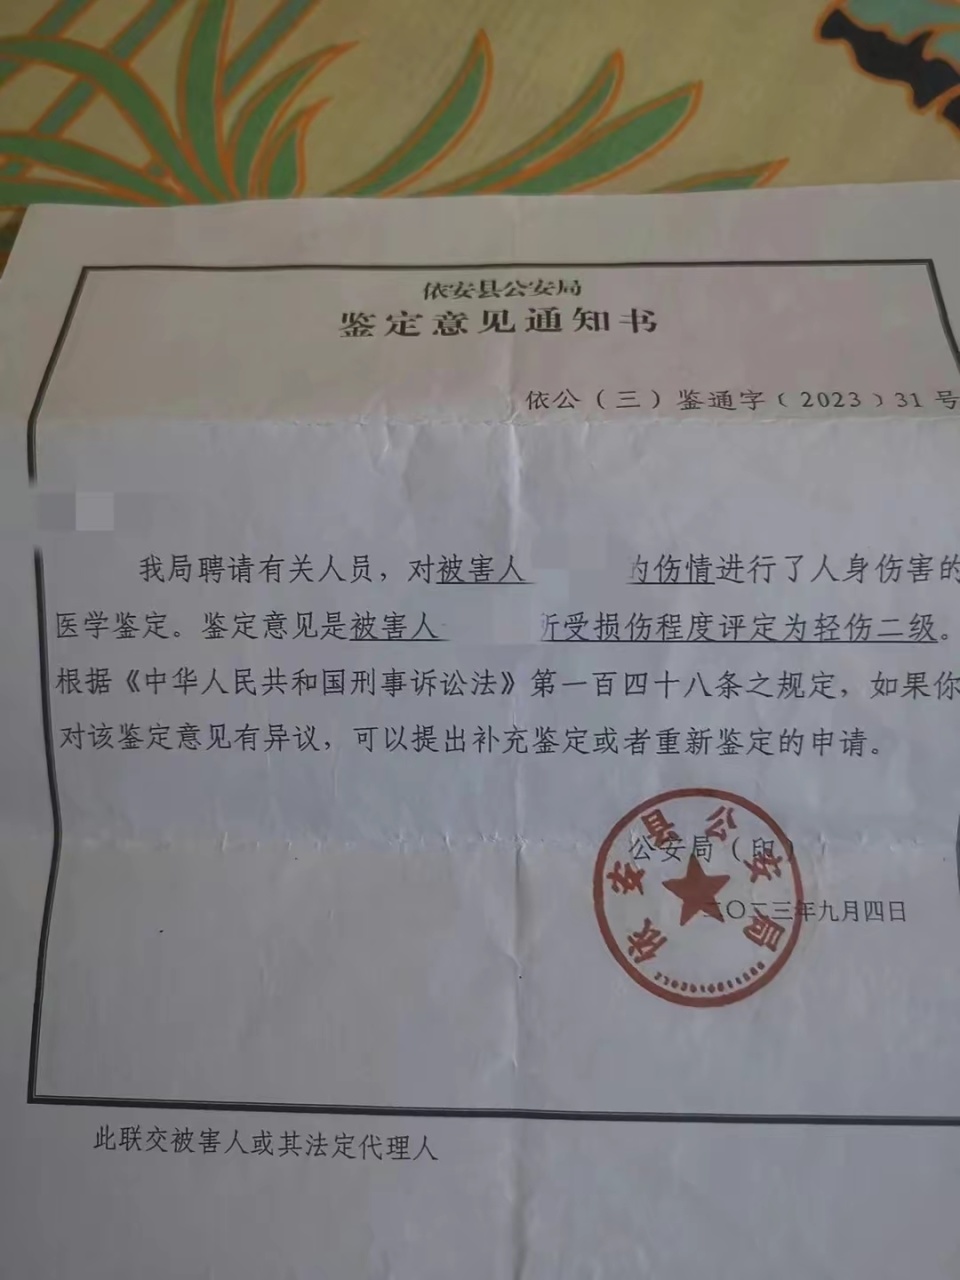 依安县公安局
鉴定意见通知书
依公（三）鉴通字﹝2023﹞31号
我局聘请有关人员，对被害人 的伤情进行了人身伤害的
医学鉴定。鉴定意见是被害人 所受损伤程度评定为轻伤二级。
根据《中华人民共和国刑事诉讼法》第一百四十八条之规定，如果你
对该鉴定意见有异议，可以提出补充鉴定或者重新鉴定的申请。
公安局（印）
二〇二三年九月四日
依安县公安局
此联交被害人或其法定代理人